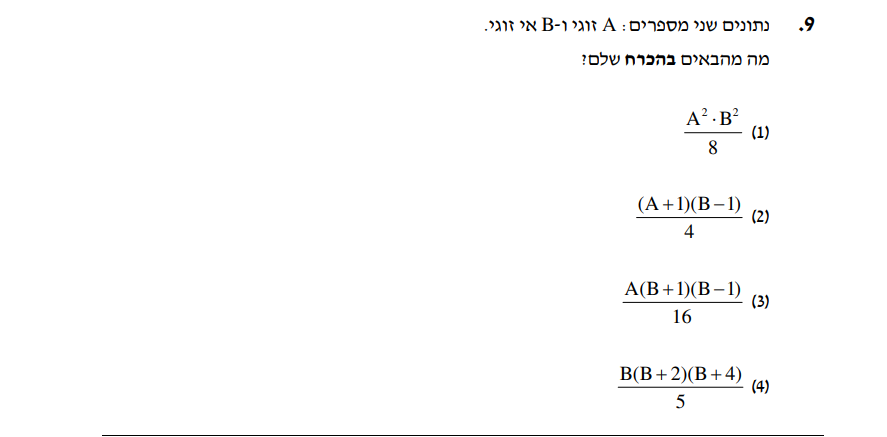 9. נתונים שני מספרים: A זוגי ו-B אי זוגי.
מה מהבאים בהכרח שלם?
(1) \frac{A^2 \cdot B^2}{8}
(2) \frac{(A+1)(B-1)}{4}
(3) \frac{A(B+1)(B-1)}{16}
(4) \frac{B(B+2)(B+4)}{5}